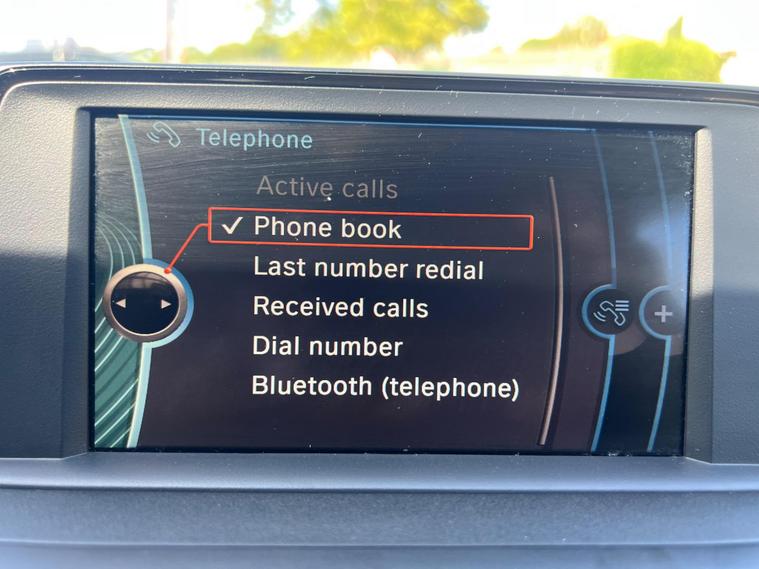 Telephone
Active calls
Phone book
Last number redial
Received calls
Dial number
Bluetooth (telephone)